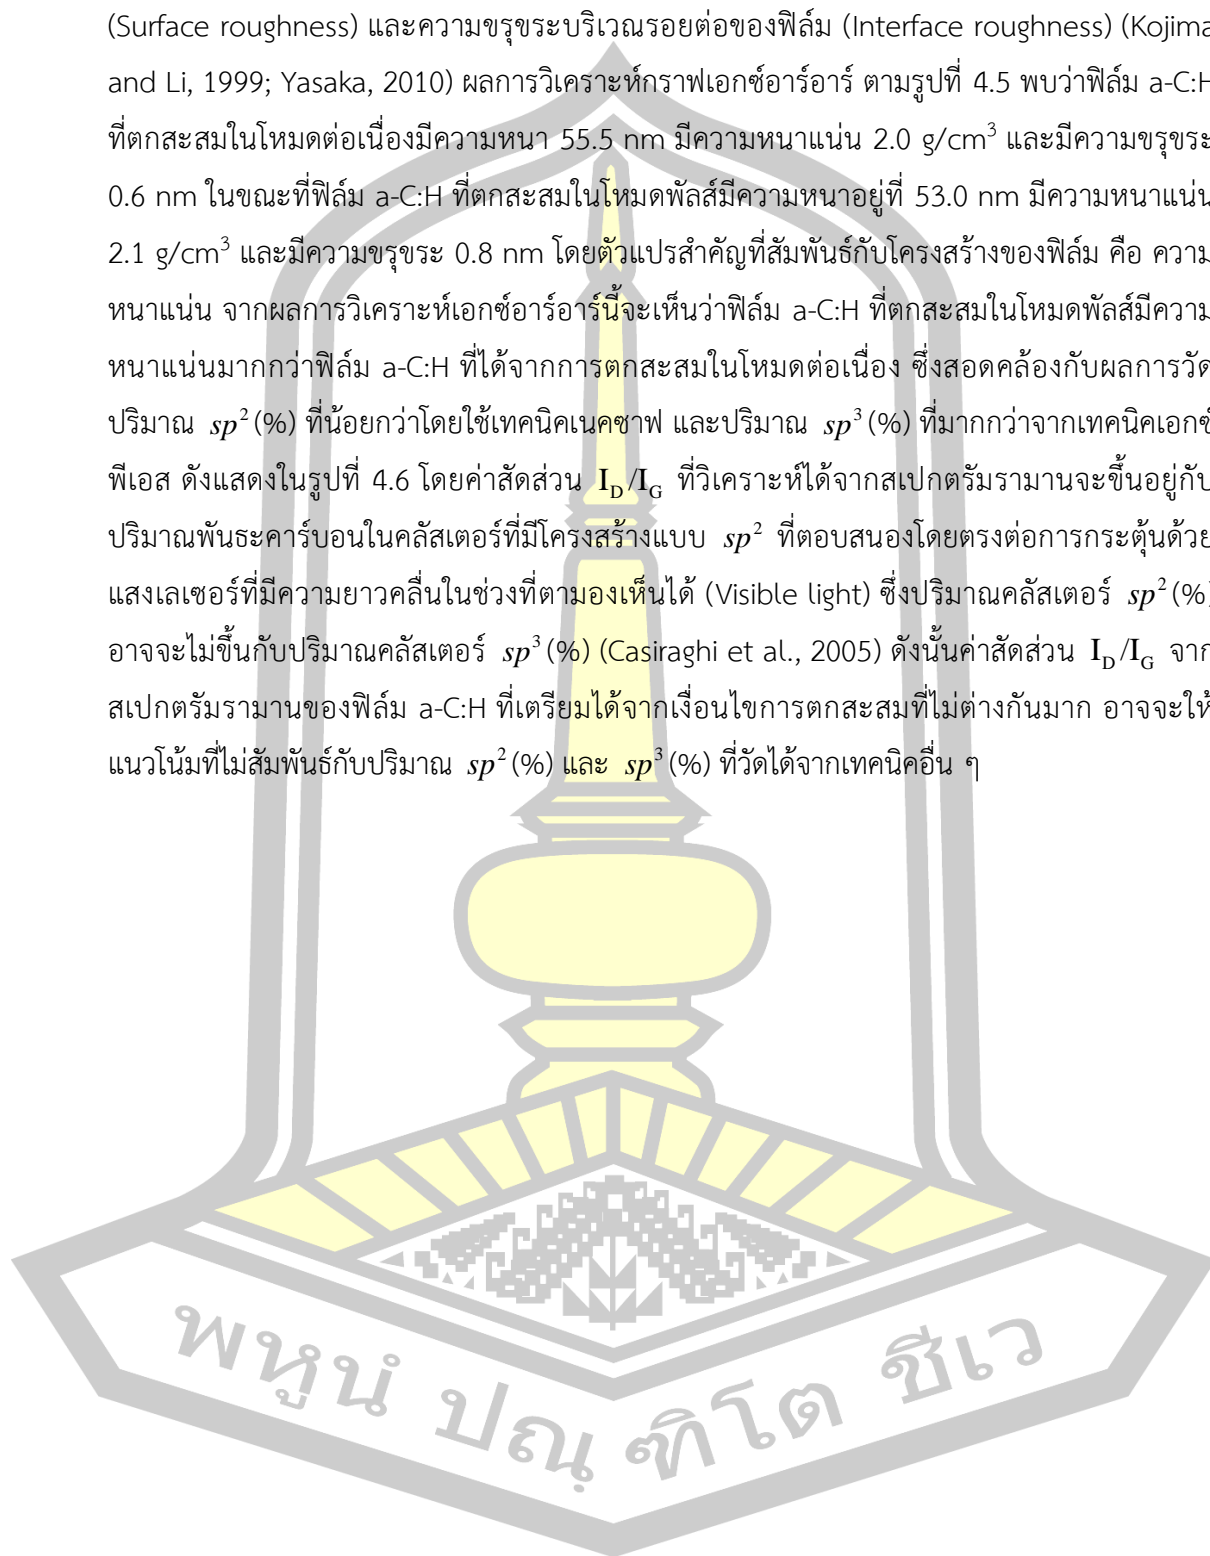 (Surface roughness) และความขรุขระบริเวณรอยต่อของฟิล์ม (Interface roughness) (Kojima
and Li, 1999; Yasaka, 2010) ผลการวิเคราะห์กราฟเอกซ์อาร์อาร์ ตามรูปที่ 4.5 พบว่าฟิล์ม a-C:H
ที่ตกสะสมในโหมดต่อเนื่องมีความหนา 55.5 nm มีความหนาแน่น 2.0 g/cm³ และมีความขรุขระ
0.6 nm ในขณะที่ฟิล์ม a-C:H ที่ตกสะสมในโหมดพัลส์มีความหนาอยู่ที่ 53.0 nm มีความหนาแน่น
2.1 g/cm³ และมีความขรุขระ 0.8 nm โดยตัวแปรสำคัญที่สัมพันธ์กับโครงสร้างของฟิล์ม คือ ความ
หนาแน่น จากผลการวิเคราะห์เอกซ์อาร์อาร์นี้จะเห็นว่าฟิล์ม a-C:H ที่ตกสะสมในโหมดพัลส์มีความ
หนาแน่นมากกว่าฟิล์ม a-C:H ที่ได้จากการตกสะสมในโหมดต่อเนื่อง ซึ่งสอดคล้องกับผลการวัด
ปริมาณ sp²(%) ที่น้อยกว่าโดยใช้เทคนิคเนคซาฟ และปริมาณ sp³(%) ที่มากกว่าจากเทคนิคเอกซ์
พีเอส ดังแสดงในรูปที่ 4.6 โดยค่าสัดส่วน I_D/I_G ที่วิเคราะห์ได้จากสเปกตรัมรามานจะขึ้นอยู่กับ
ปริมาณพันธะคาร์บอนในคลัสเตอร์ที่มีโครงสร้างแบบ sp² ที่ตอบสนองโดยตรงต่อการกระตุ้นด้วย
แสงเลเซอร์ที่มีความยาวคลื่นในช่วงที่ตามองเห็นได้ (Visible light) ซึ่งปริมาณคลัสเตอร์ sp²(%)
อาจจะไม่ขึ้นกับปริมาณคลัสเตอร์ sp³(%) (Casiraghi et al., 2005) ดังนั้นค่าสัดส่วน I_D/I_G จาก
สเปกตรัมรามานของฟิล์ม a-C:H ที่เตรียมได้จากเงื่อนไขการตกสะสมที่ไม่ต่างกันมาก อาจจะให้
แนวโน้มที่ไม่สัมพันธ์กับปริมาณ sp²(%) และ sp³(%) ที่วัดได้จากเทคนิคอื่น ๆ
พหูนํ ปณฺ ฑิโต ชีเว